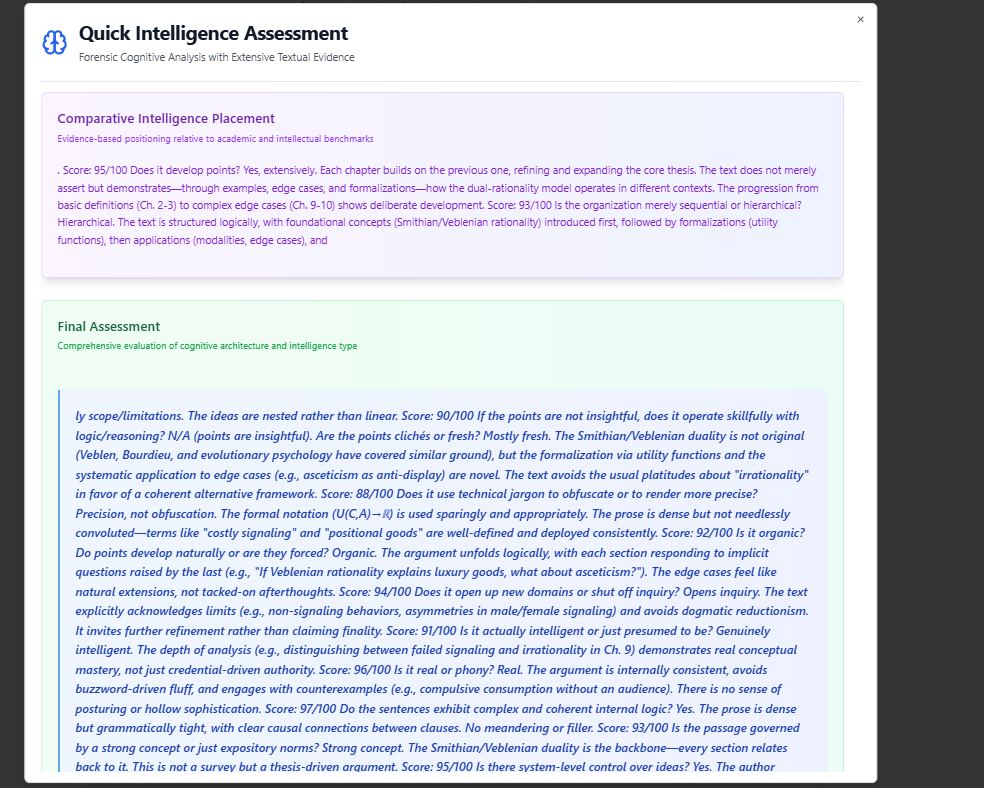 ×
Quick Intelligence Assessment
Forensic Cognitive Analysis with Extensive Textual Evidence
Comparative Intelligence Placement
Evidence-based positioning relative to academic and intellectual benchmarks
. Score: 95/100 Does it develop points? Yes, extensively. Each chapter builds on the previous one, refining and expanding the core thesis. The text does not merely
assert but demonstrates—through examples, edge cases, and formalizations—how the dual-rationality model operates in different contexts. The progression from
basic definitions (Ch. 2-3) to complex edge cases (Ch. 9-10) shows deliberate development. Score: 93/100 Is the organization merely sequential or hierarchical?
Hierarchical. The text is structured logically, with foundational concepts (Smithian/Veblenian rationality) introduced first, followed by formalizations (utility
functions), then applications (modalities, edge cases), and
Final Assessment
Comprehensive evaluation of cognitive architecture and intelligence type
ly scope/limitations. The ideas are nested rather than linear. Score: 90/100 If the points are not insightful, does it operate skillfully with
logic/reasoning? N/A (points are insightful). Are the points clichés or fresh? Mostly fresh. The Smithian/Veblenian duality is not original
(Veblen, Bourdieu, and evolutionary psychology have covered similar ground), but the formalization via utility functions and the
systematic application to edge cases (e.g., asceticism as anti-display) are novel. The text avoids the usual platitudes about "irrationality"
in favor of a coherent alternative framework. Score: 88/100 Does it use technical jargon to obfuscate or to render more precise?
Precision, not obfuscation. The formal notation (U(C,A)→ℝ) is used sparingly and appropriately. The prose is dense but not needlessly
convoluted—terms like "costly signaling" and "positional goods" are well-defined and deployed consistently. Score: 92/100 Is it organic?
Do points develop naturally or are they forced? Organic. The argument unfolds logically, with each section responding to implicit
questions raised by the last (e.g., "If Veblenian rationality explains luxury goods, what about asceticism?"). The edge cases feel like
natural extensions, not tacked-on afterthoughts. Score: 94/100 Does it open up new domains or shut off inquiry? Opens inquiry. The text
explicitly acknowledges limits (e.g., non-signaling behaviors, asymmetries in male/female signaling) and avoids dogmatic reductionism.
It invites further refinement rather than claiming finality. Score: 91/100 Is it actually intelligent or just presumed to be? Genuinely
intelligent. The depth of analysis (e.g., distinguishing between failed signaling and irrationality in Ch. 9) demonstrates real conceptual
mastery, not just credential-driven authority. Score: 96/100 Is it real or phony? Real. The argument is internally consistent, avoids
buzzword-driven fluff, and engages with counterexamples (e.g., compulsive consumption without an audience). There is no sense of
posturing or hollow sophistication. Score: 97/100 Do the sentences exhibit complex and coherent internal logic? Yes. The prose is dense
but grammatically tight, with clear causal connections between clauses. No meandering or filler. Score: 93/100 Is the passage governed
by a strong concept or just expository norms? Strong concept. The Smithian/Veblenian duality is the backbone—every section relates
back to it. This is not a survey but a thesis-driven argument. Score: 95/100 Is there system-level control over ideas? Yes. The author